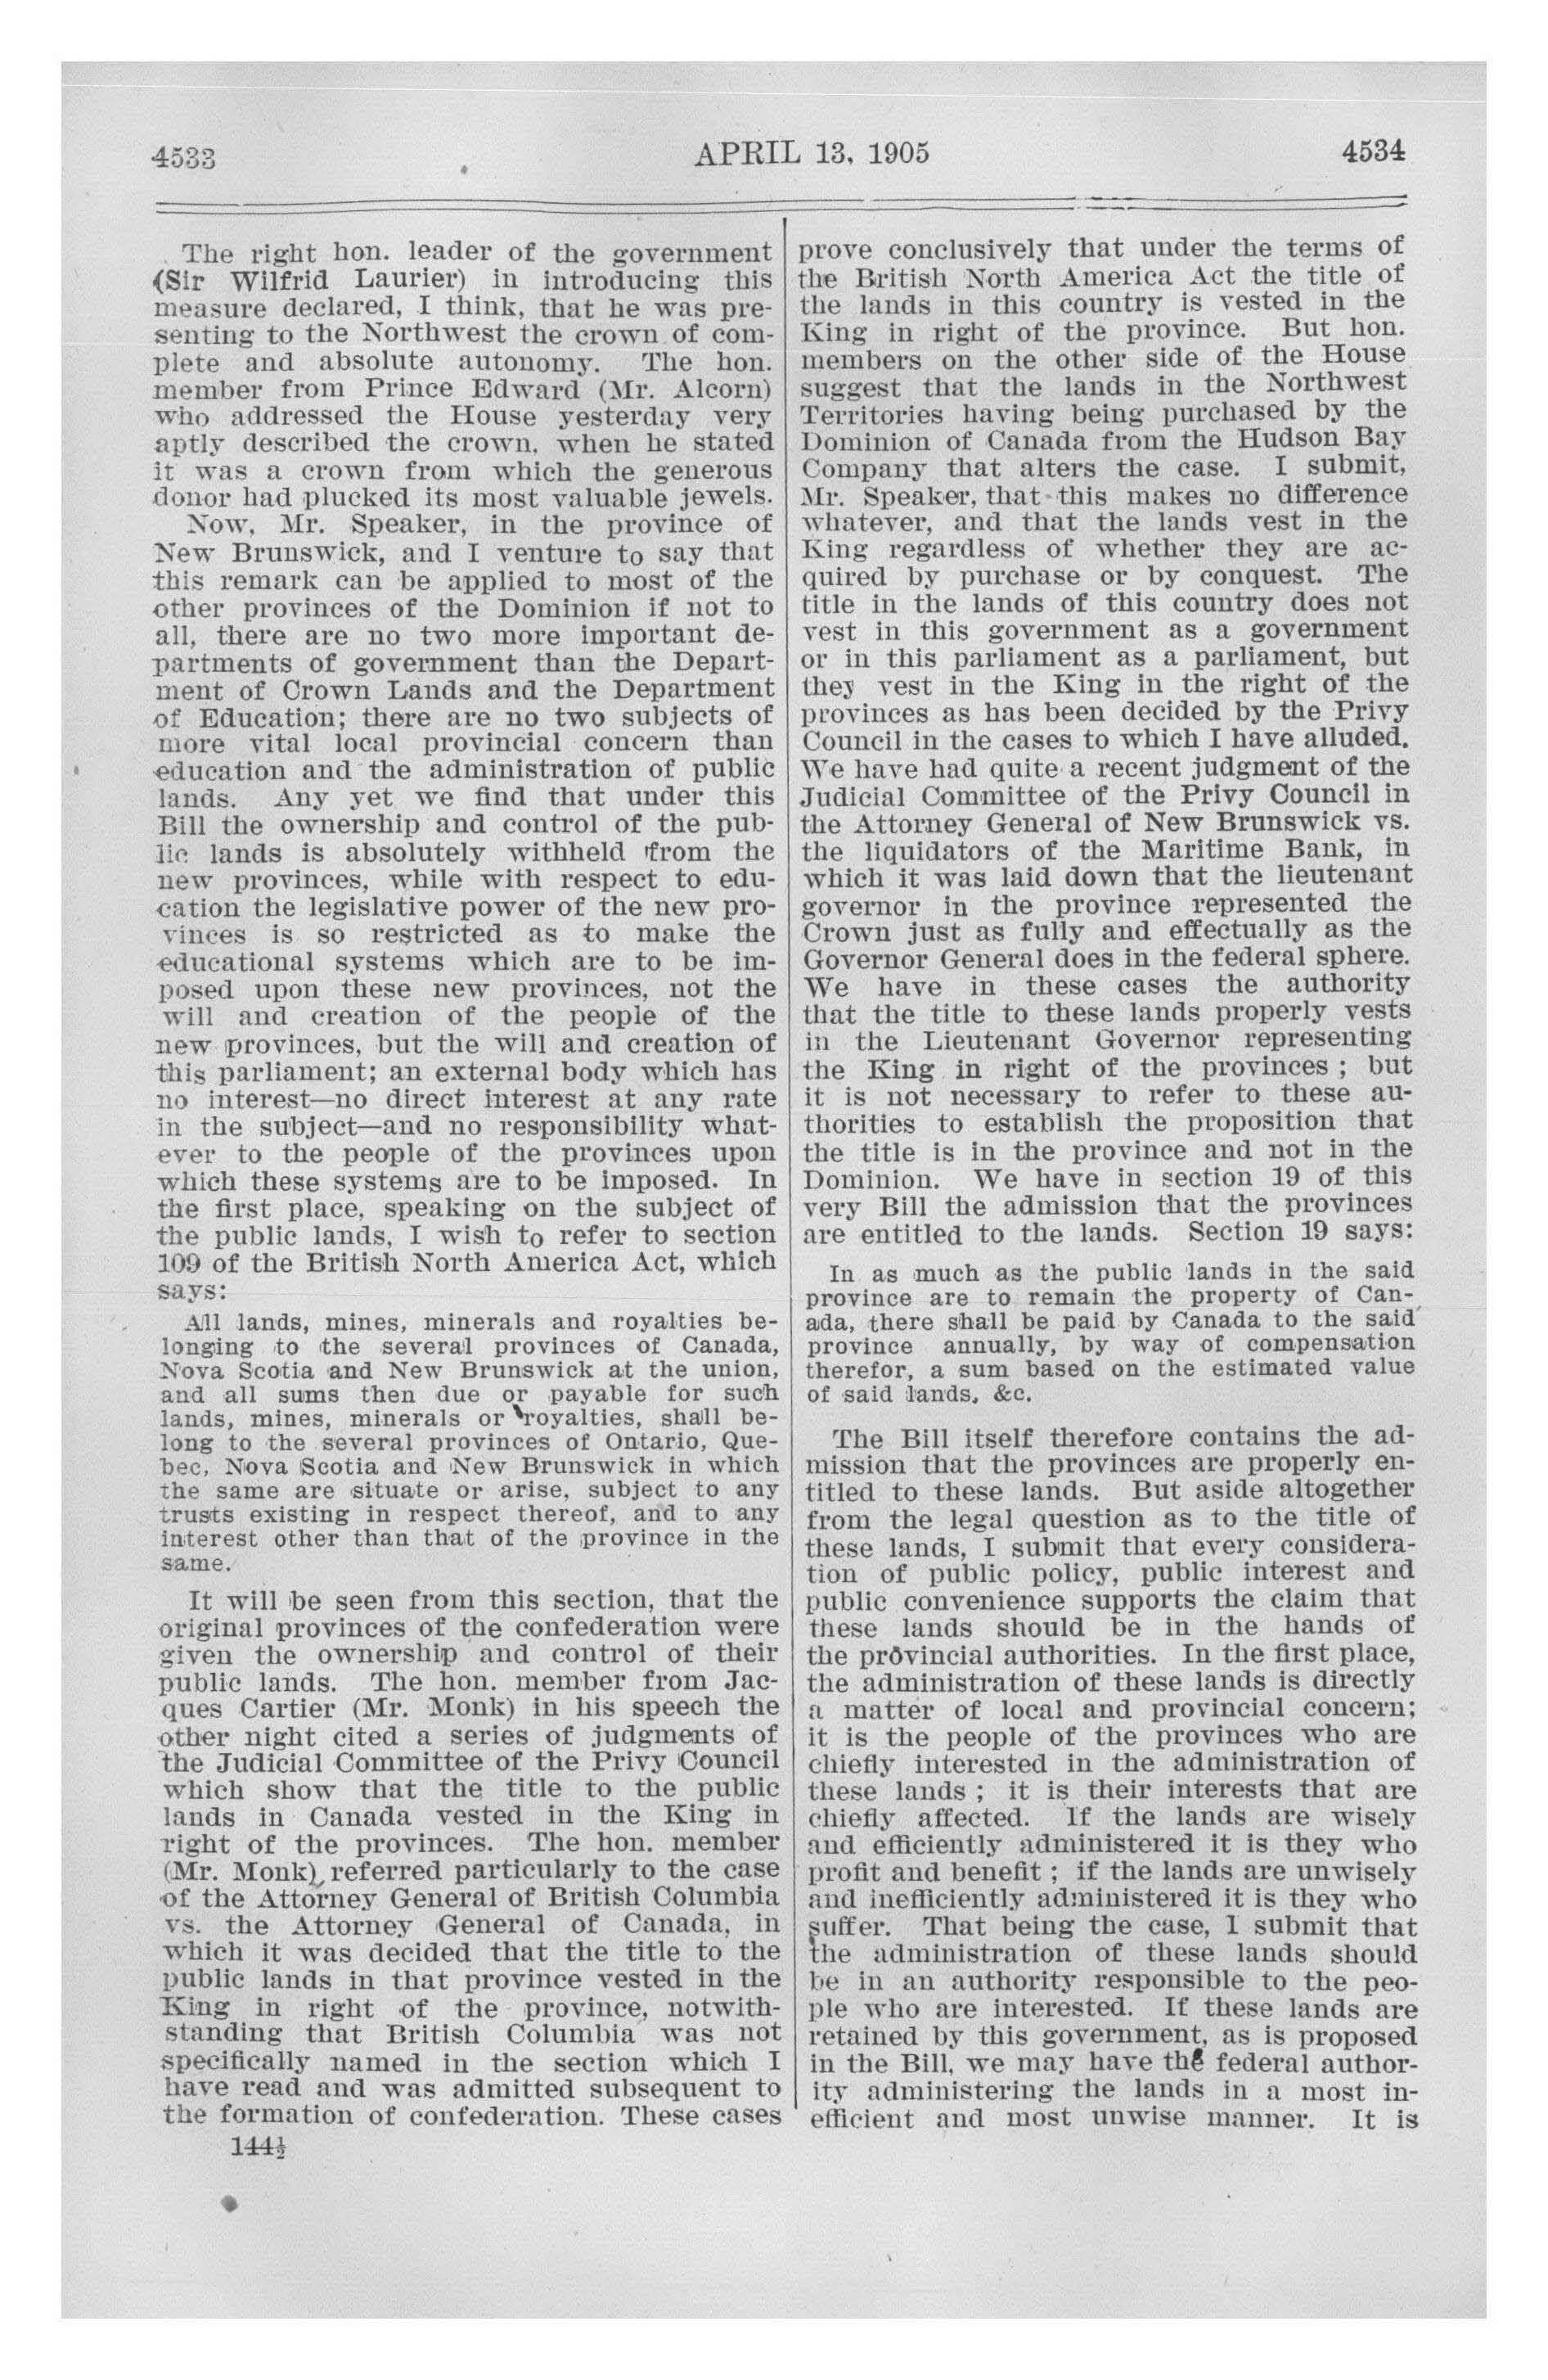 4533
APRIL 13, 1905
4534
The right hon. leader of the government
(Sir Wilfrid Laurier) in introducing this
measure declared, I think, that he was pre-
senting to the Northwest the crown of com-
plete and absolute autonomy. The hon.
member from Prince Edward (Mr. Alcorn)
who addressed the House yesterday very
aptly described the crown, when he stated
it was a crown from which the generous
donor had plucked its most valuable jewels.
Now, Mr. Speaker, in the province of
New Brunswick, and I venture to say that
this remark can be applied to most of the
other provinces of the Dominion if not to
all, there are no two more important de-
partments of government than the Depart-
ment of Crown Lands and the Department
of Education; there are no two subjects of
more vital local provincial concern than
education and the administration of public
lands. Any yet we find that under this
Bill the ownership and control of the pub-
lic lands is absolutely withheld from the
new provinces, while with respect to edu-
cation the legislative power of the new pro-
vinces is so restricted as to make the
educational systems which are to be im-
posed upon these new provinces, not the
will and creation of the people of the
new provinces, but the will and creation of
this parliament; an external body which has
no interest—no direct interest at any rate
in the subject—and no responsibility what-
ever to the people of the provinces upon
which these systems are to be imposed. In
the first place, speaking on the subject of
the public lands, I wish to refer to section
109 of the British North America Act, which
says:
All lands, mines, minerals and royalties be-
longing to the several provinces of Canada,
Nova Scotia and New Brunswick at the union,
and all sums then due or payable for such
lands, mines, minerals or royalties, shall be-
long to the several provinces of Ontario, Que-
bec, Nova Scotia and New Brunswick in which
the same are situate or arise, subject to any
trusts existing in respect thereof, and to any
interest other than that of the province in the
same.
It will be seen from this section, that the
original provinces of the confederation were
given the ownership and control of their
public lands. The hon. member from Jac-
ques Cartier (Mr. Monk) in his speech the
other night cited a series of judgments of
the Judicial Committee of the Privy Council
which show that the title to the public
lands in Canada vested in the King in
right of the provinces. The hon. member
(Mr. Monk) referred particularly to the case
of the Attorney General of British Columbia
vs. the Attorney General of Canada, in
which it was decided that the title to the
public lands in that province vested in the
King in right of the province, notwith-
standing that British Columbia was not
specifically named in the section which I
have read and was admitted subsequent to
the formation of confederation. These cases
144½
prove conclusively that under the terms of
the British North America Act the title of
the lands in this country is vested in the
King in right of the province. But hon.
members on the other side of the House
suggest that the lands in the Northwest
Territories having being purchased by the
Dominion of Canada from the Hudson Bay
Company that alters the case. I submit,
Mr. Speaker, that this makes no difference
whatever, and that the lands vest in the
King regardless of whether they are ac-
quired by purchase or by conquest. The
title in the lands of this country does not
vest in this government as a government
or in this parliament as a parliament, but
they vest in the King in the right of the
provinces as has been decided by the Privy
Council in the cases to which I have alluded.
We have had quite a recent judgment of the
Judicial Committee of the Privy Council in
the Attorney General of New Brunswick vs.
the liquidators of the Maritime Bank, in
which it was laid down that the lieutenant
governor in the province represented the
Crown just as fully and effectually as the
Governor General does in the federal sphere.
We have in these cases the authority
that the title to these lands properly vests
in the Lieutenant Governor representing
the King in right of the provinces ; but
it is not necessary to refer to these au-
thorities to establish the proposition that
the title is in the province and not in the
Dominion. We have in section 19 of this
very Bill the admission that the provinces
are entitled to the lands. Section 19 says:
In as much as the public lands in the said
province are to remain the property of Can-
ada, there shall be paid by Canada to the said
province annually, by way of compensation
therefor, a sum based on the estimated value
of said lands, &c.
The Bill itself therefore contains the ad-
mission that the provinces are properly en-
titled to these lands. But aside altogether
from the legal question as to the title of
these lands, I submit that every considera-
tion of public policy, public interest and
public convenience supports the claim that
these lands should be in the hands of
the provincial authorities. In the first place,
the administration of these lands is directly
a matter of local and provincial concern;
it is the people of the provinces who are
chiefly interested in the administration of
these lands ; it is their interests that are
chiefly affected. If the lands are wisely
and efficiently administered it is they who
profit and benefit ; if the lands are unwisely
and inefficiently administered it is they who
suffer. That being the case, I submit that
the administration of these lands should
be in an authority responsible to the peo-
ple who are interested. If these lands are
retained by this government, as is proposed
in the Bill, we may have the federal author-
ity administering the lands in a most in-
efficient and most unwise manner. It is